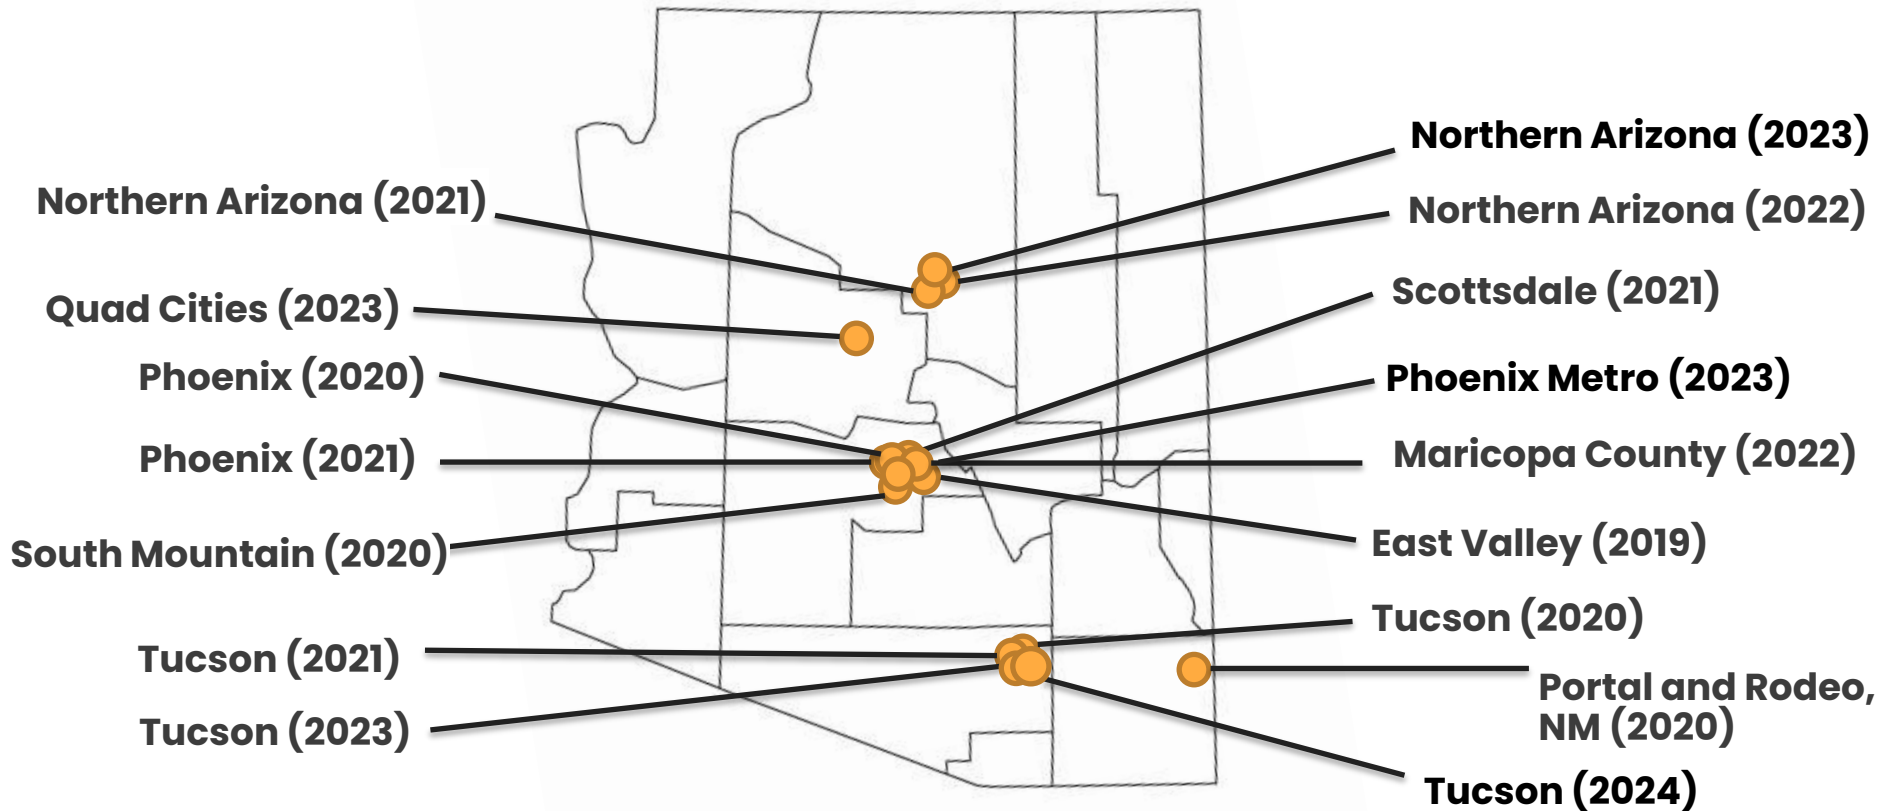 Northern Arizona (2021)
Quad Cities (2023)
Phoenix (2020)
Phoenix (2021)
South Mountain (2020)
Tucson (2021)
Tucson (2023)
Northern Arizona (2023)
Northern Arizona (2022)
Scottsdale (2021)
Phoenix Metro (2023)
Maricopa County (2022)
East Valley (2019)
Tucson (2020)
Portal and Rodeo,
NM (2020)
Tucson (2024)